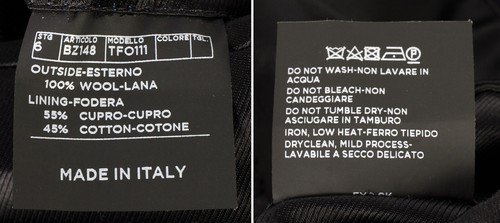 STG ARTICOLO MODELLO COLORE TGL
6 BZ148 TFO111
OUTSIDE-ESTERNO
100% WOOL-LANA
LINING-FODERA
55% CUPRO-CUPRO
45% COTTON-COTONE
MADE IN ITALY
DO NOT WASH-NON LAVARE IN
ACQUA
DO NOT BLEACH-NON
CANDEGGIARE
DO NOT TUMBLE DRY-NON
ASCIUGARE IN TAMBURO
IRON, LOW HEAT-FERRO TIEPIDO
DRYCLEAN, MILD PROCESS-
LAVABILE A SECCO DELICATO